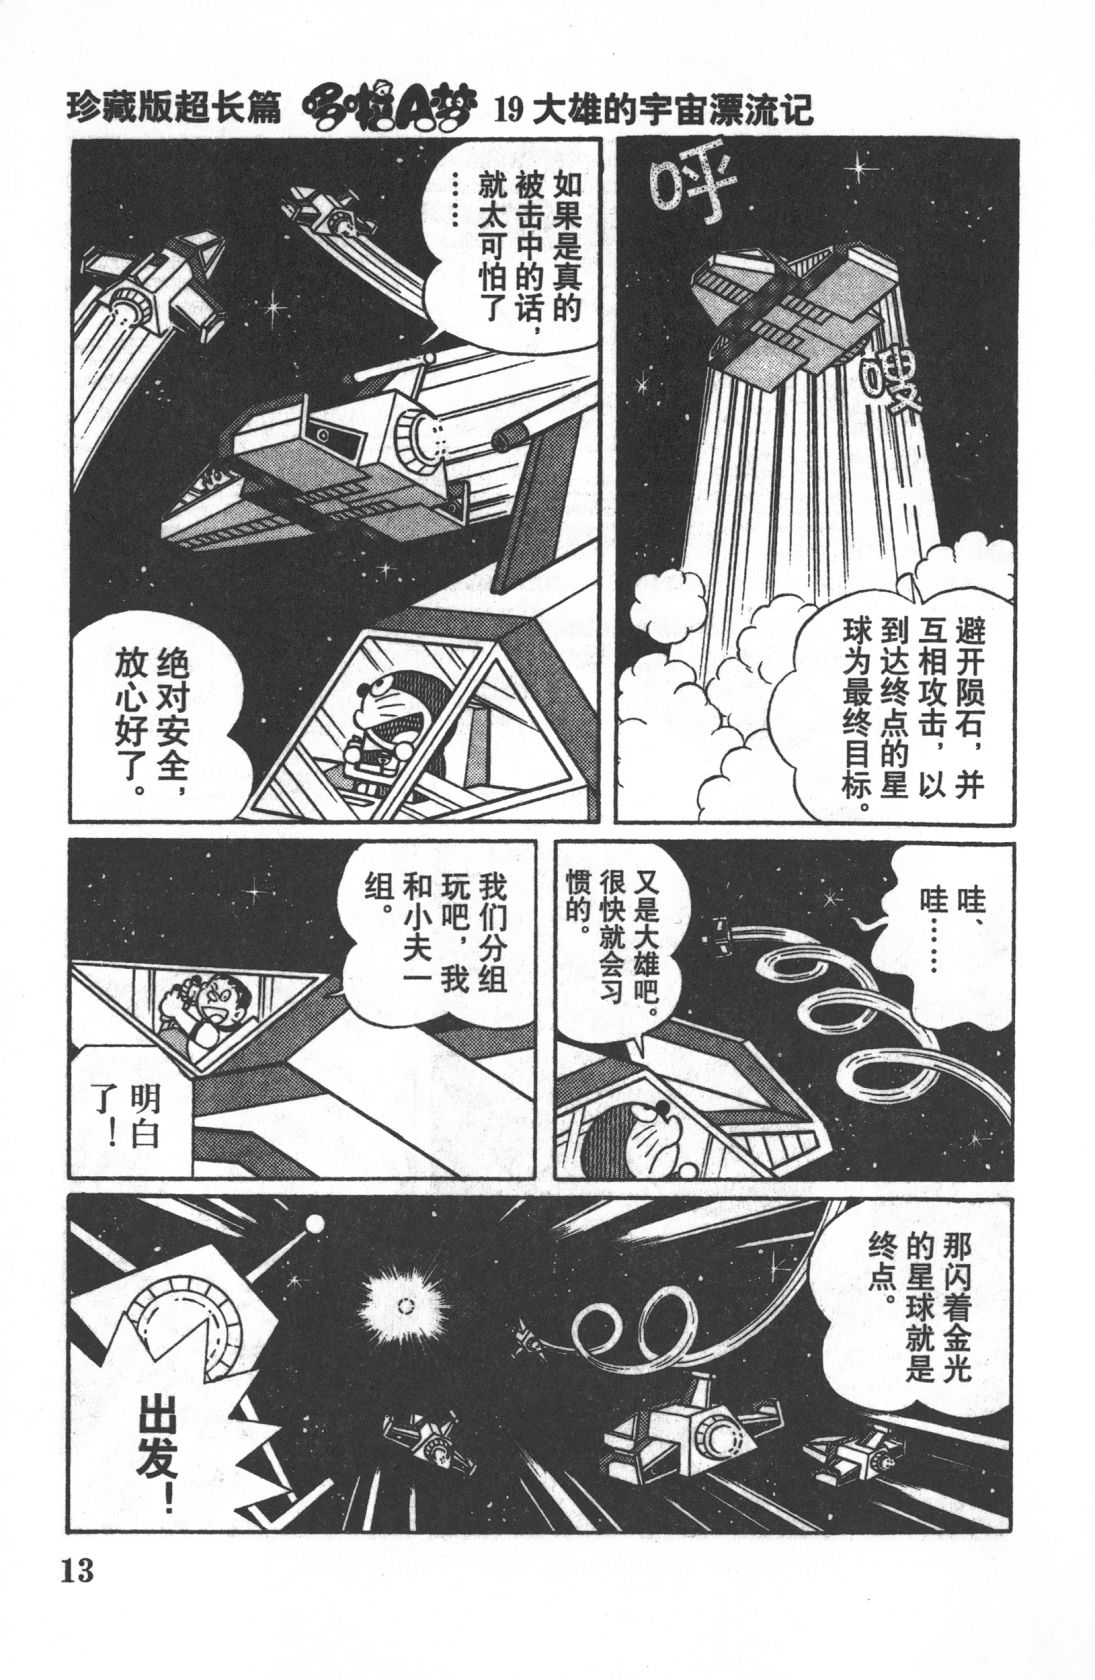 珍藏版超长篇 哆啦A梦 19 大雄的宇宙漂流记
呼
嗖
避开陨石，并
互相攻击，以
到达终点的星
球为最终目标。
如果是真的
被击中的话，
就太可怕了
……
绝对安全，
放心好了。
哇、
哇……
又是大雄吧。
很快就会习
惯的。
我们分组
玩吧，我
和小夫一
组。
明白
了！
那闪着金光
的星球就是
终点。
出发！
13